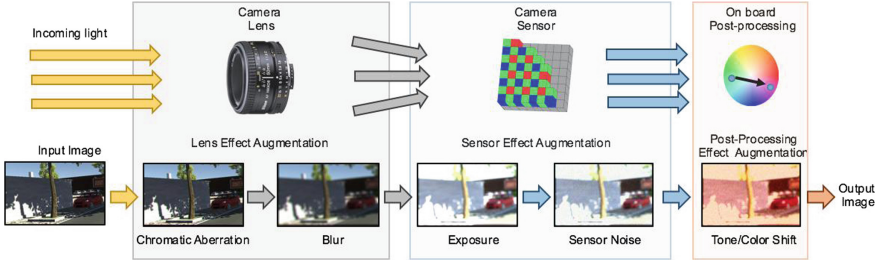 Camera
Lens
Camera
Sensor
On board
Post-processing
Incoming light
Input Image
Lens Effect Augmentation
Sensor Effect Augmentation
Post-Processing
Effect Augmentation
Output
Image
Chromatic Aberration
Blur
Exposure
Sensor Noise
Tone/Color Shift